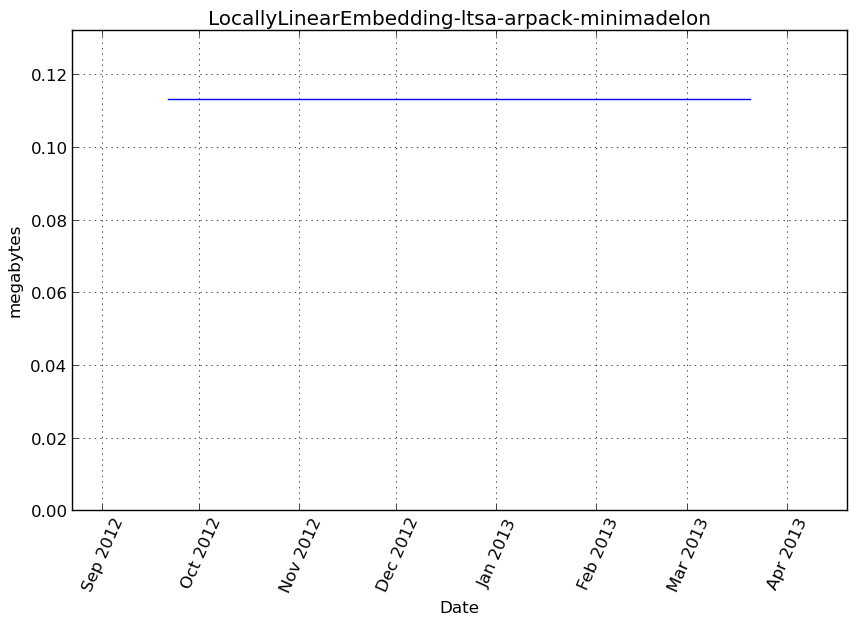 LocallyLinearEmbedding-ltsa-arpack-minimadelon
megabytes
0.12
0.10
0.08
0.06
0.04
0.02
0.00
Sep 2012
Oct 2012
Nov 2012
Dec 2012
Jan 2013
Feb 2013
Mar 2013
Apr 2013
Date